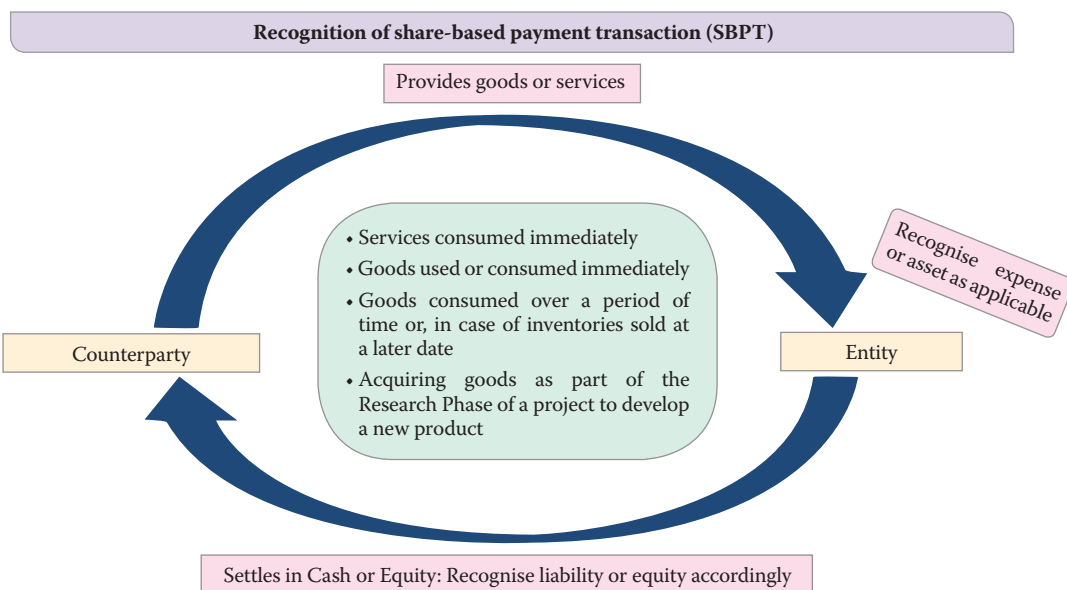 Recognition of share-based payment transaction (SBPT)
Provides goods or services
• Services consumed immediately
• Goods used or consumed immediately
• Goods consumed over a period of
time or, in case of inventories sold at
a later date
• Acquiring goods as part of the
Research Phase of a project to develop
a new product
Recognise expense
or asset as applicable
Counterparty
Entity
Settles in Cash or Equity: Recognise liability or equity accordingly